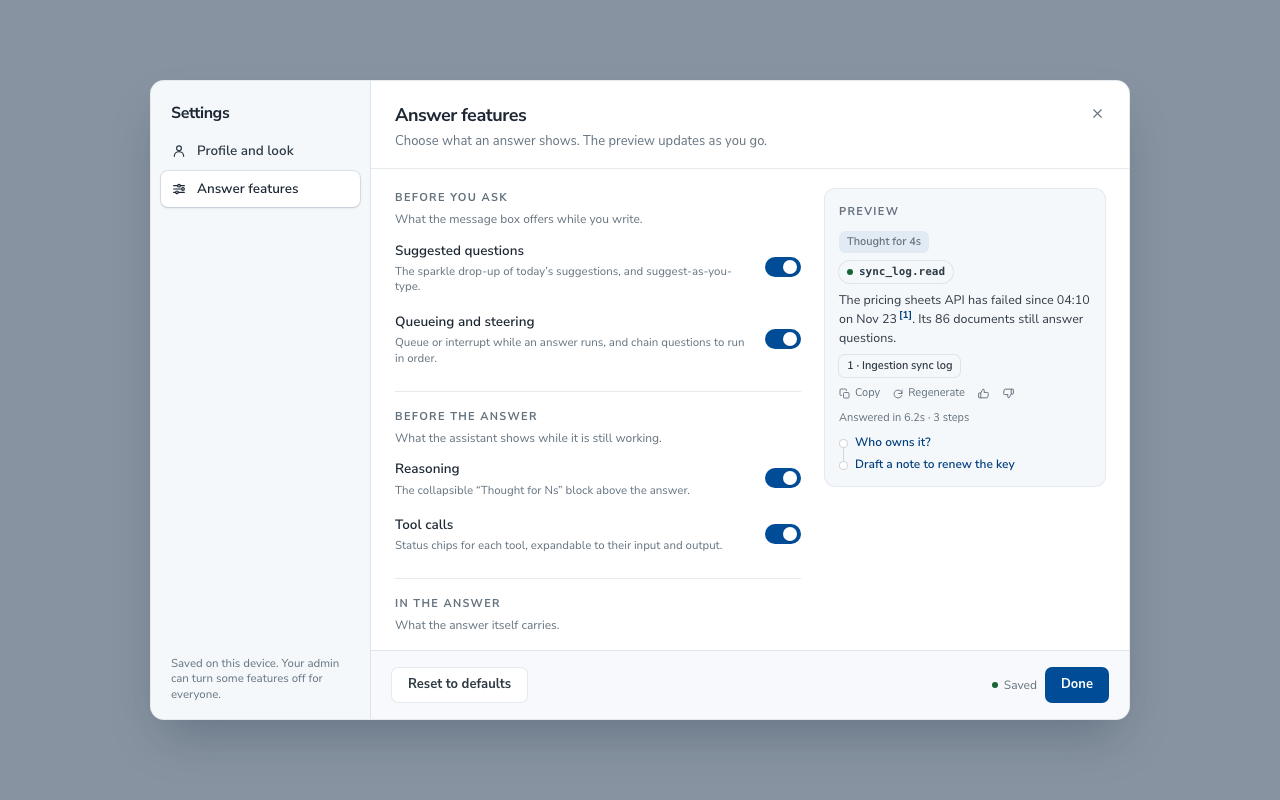 Settings
Profile and look
Answer features
Saved on this device. Your admin
can turn some features off for
everyone.
Answer features
Choose what an answer shows. The preview updates as you go.
BEFORE YOU ASK
What the message box offers while you write.
Suggested questions
The sparkle drop-up of today’s suggestions, and suggest-as-you-
type.
Queueing and steering
Queue or interrupt while an answer runs, and chain questions to run
in order.
BEFORE THE ANSWER
What the assistant shows while it is still working.
Reasoning
The collapsible “Thought for Ns” block above the answer.
Tool calls
Status chips for each tool, expandable to their input and output.
IN THE ANSWER
What the answer itself carries.
PREVIEW
Thought for 4s
sync_log.read
The pricing sheets API has failed since 04:10
on Nov 23 [1]. Its 86 documents still answer
questions.
1 · Ingestion sync log
Copy Regenerate
Answered in 6.2s · 3 steps
Who owns it?
Draft a note to renew the key
Reset to defaults
Saved
Done